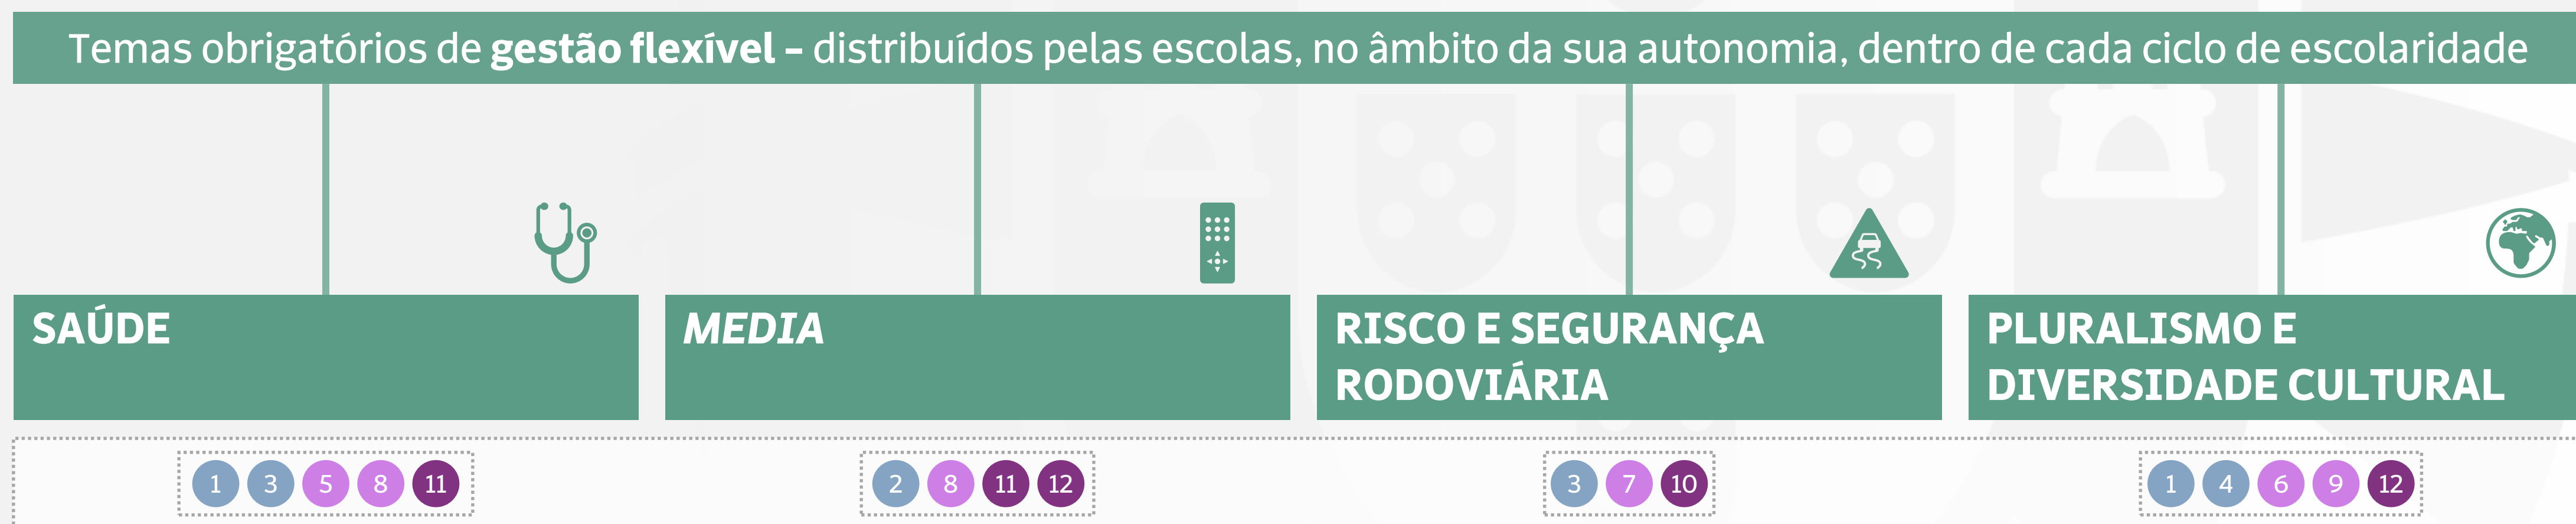 Temas obrigatórios de gestão flexível – distribuídos pelas escolas, no âmbito da sua autonomia, dentro de cada ciclo de escolaridade
SAÚDE
MEDIA
RISCO E SEGURANÇA
RODOVIÁRIA
PLURALISMO E
DIVERSIDADE CULTURAL
1 3 5 8 11
2 8 11 12
3 7 10
1 4 6 9 12